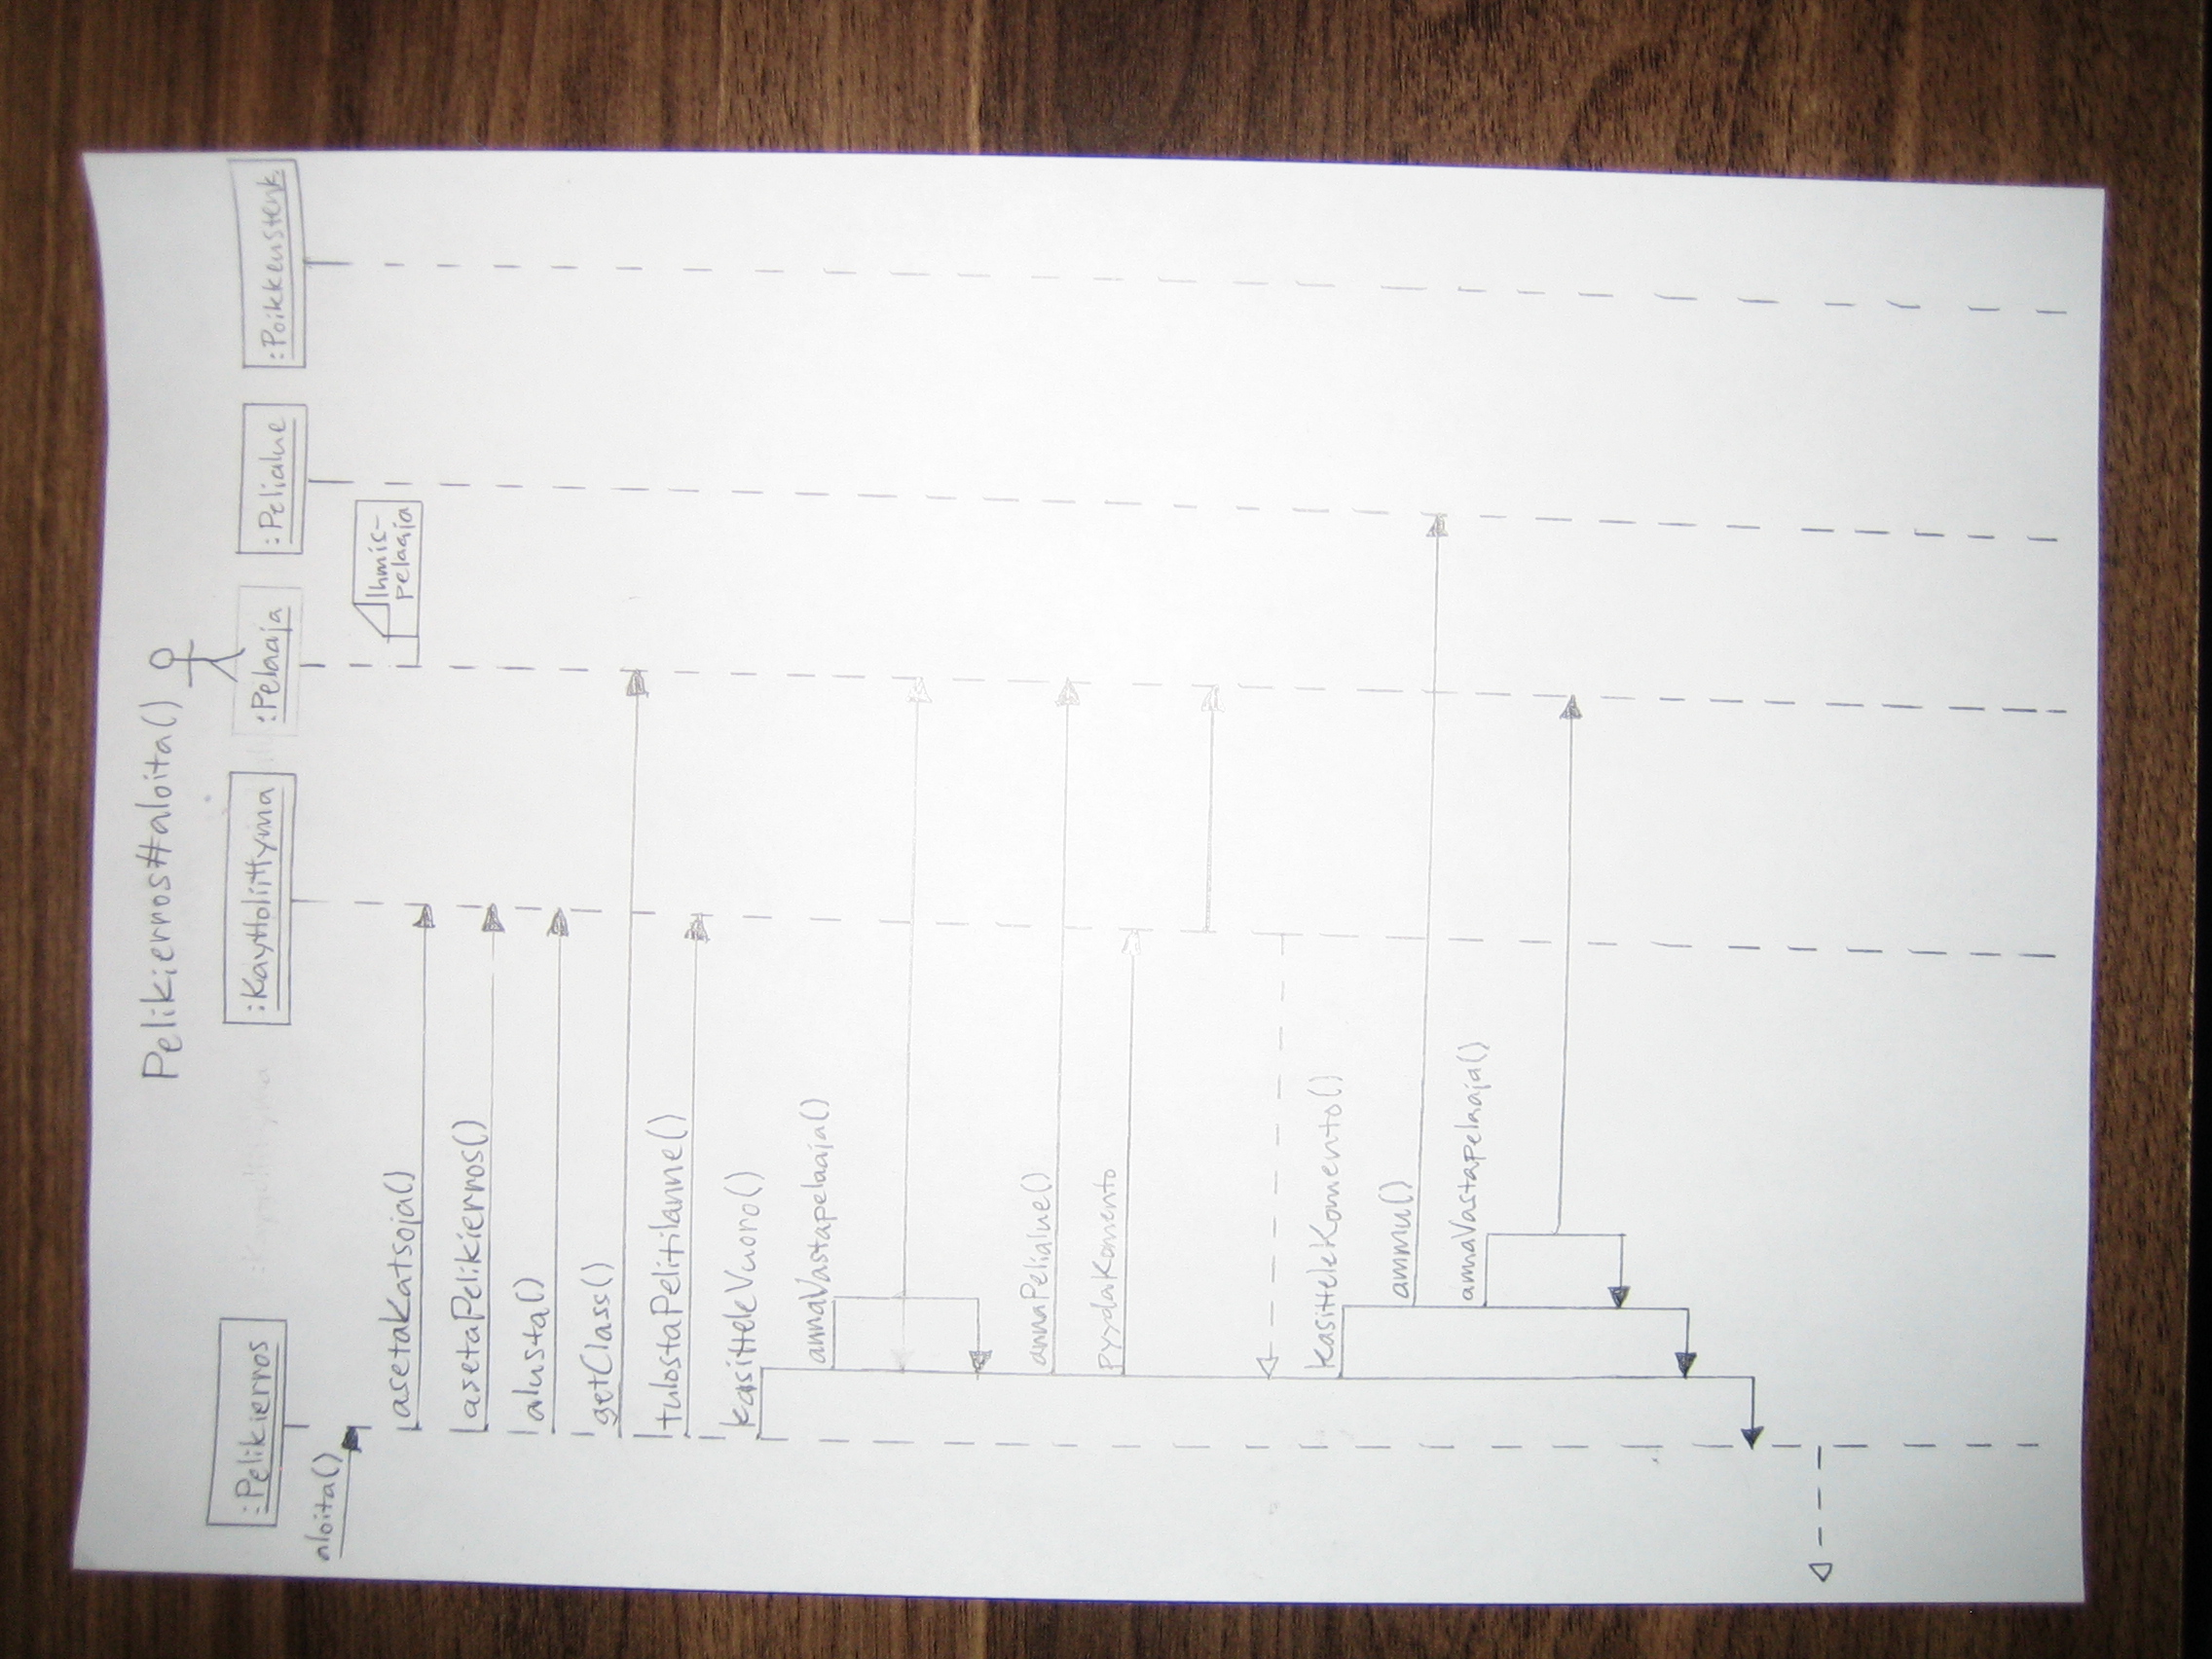 Pelikierros#aloita()
:Pelikierros
:Kayttoliittyma
:Pelaaja
:Pelialue
:Poikkeustenk.
aloita()
Ihmis-
pelaaja
asetaKatsoja()
asetaPelikierros()
alusta()
getClass()
tulostaPelitilanne()
kasitteleVuoro()
annaVastapelaaja()
annaPelialue()
pyydaKomento
kasitteleKomento()
ammu()
annaVastapelaaja()